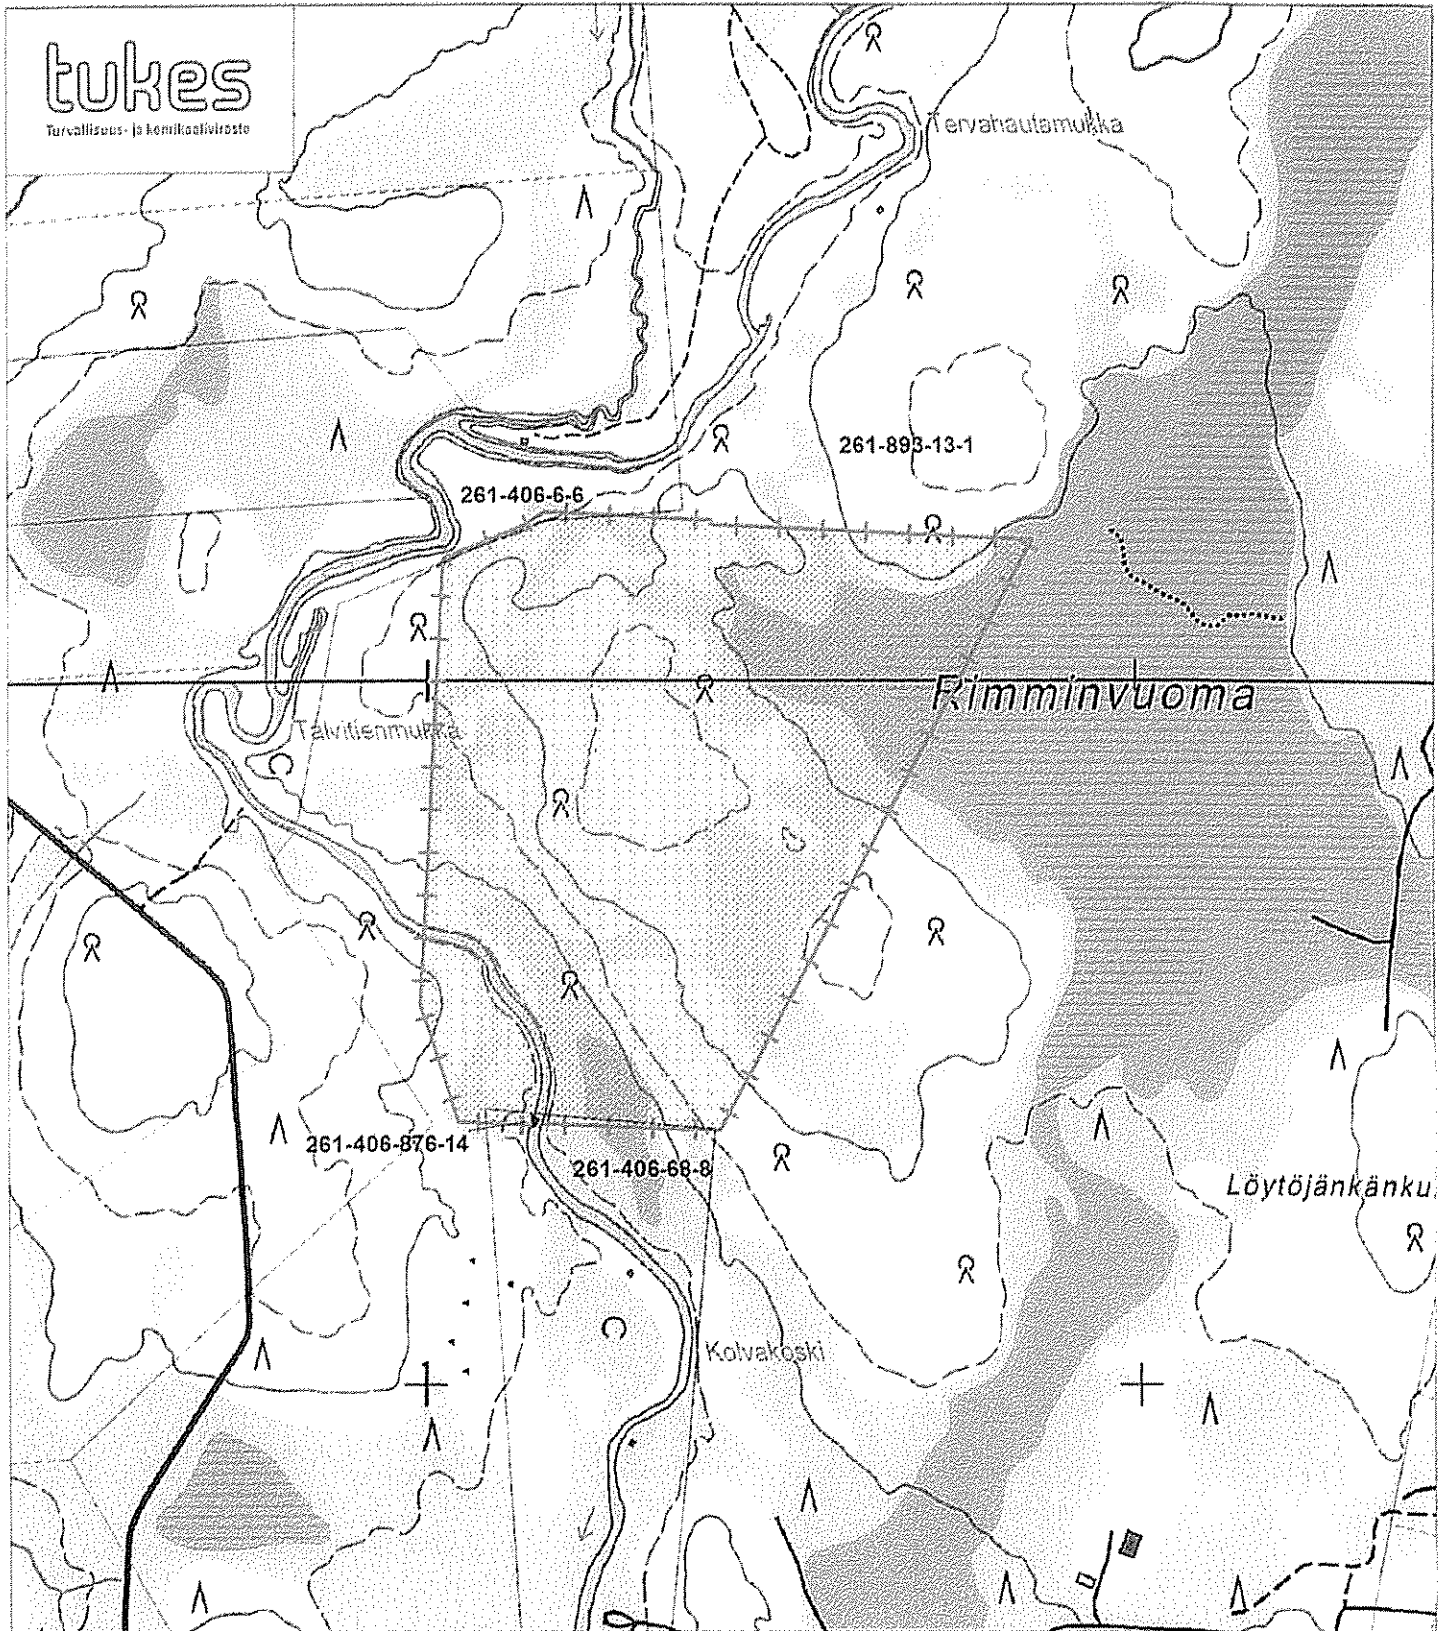 tukes
Turvallisuus- ja kemikaalivirasto
Tervahautamukka
261-893-13-1
261-406-6-6
Rimminvuoma
Talvitienmukka
261-406-876-14
261-406-68-8
Löytöjänkänku
Kolvakoski